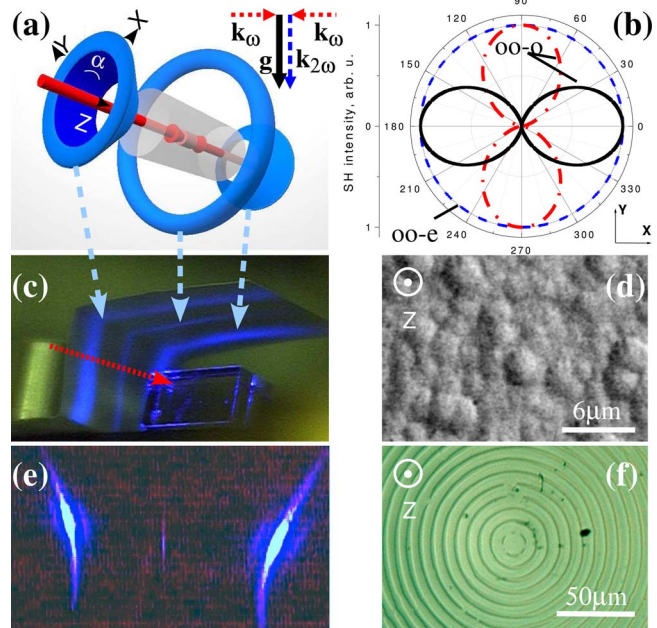 (a)
Y
X
α
Z
kω
kω
g
k2ω
(b)
SH intensity, arb. u.
1
0
1
90
60
30
0
330
300
270
240
210
180
150
120
oo-o
oo-e
Y
X
(c)
(d)
Z
6μm
(e)
(f)
Z
50μm